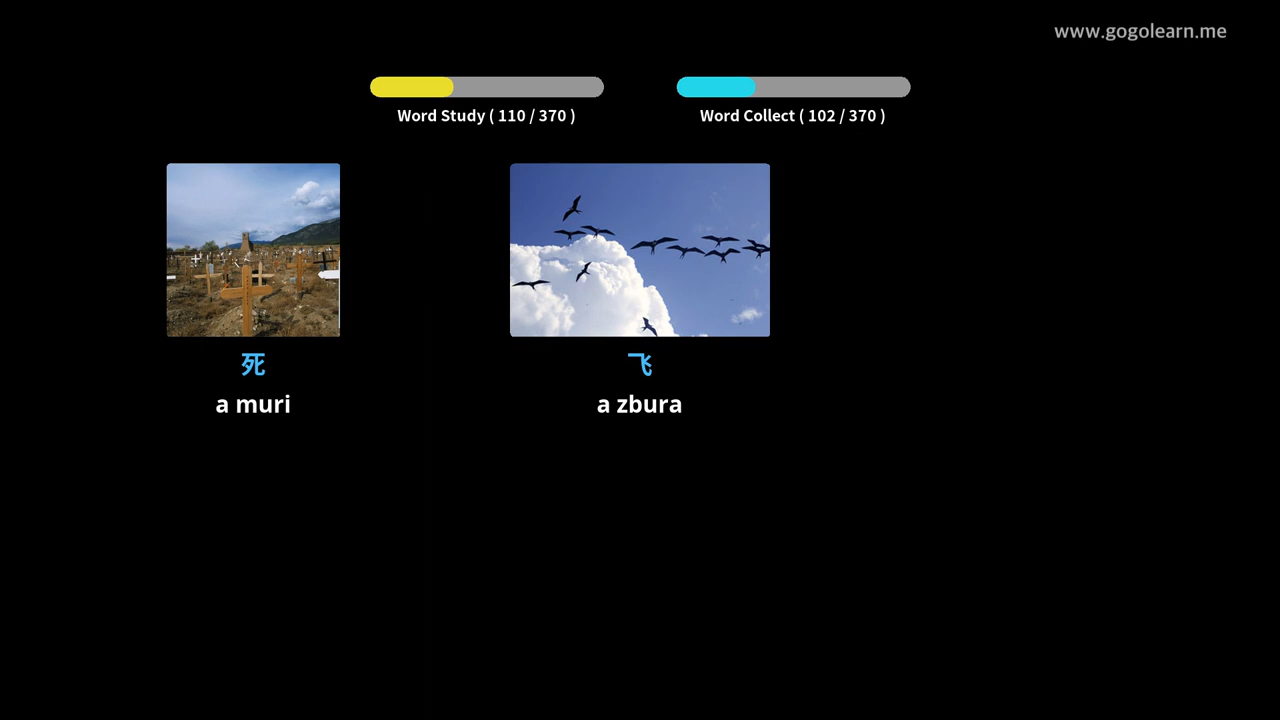 www.gogolearn.me
Word Study ( 110 / 370 )
Word Collect ( 102 / 370 )
死
a muri
飞
a zbura